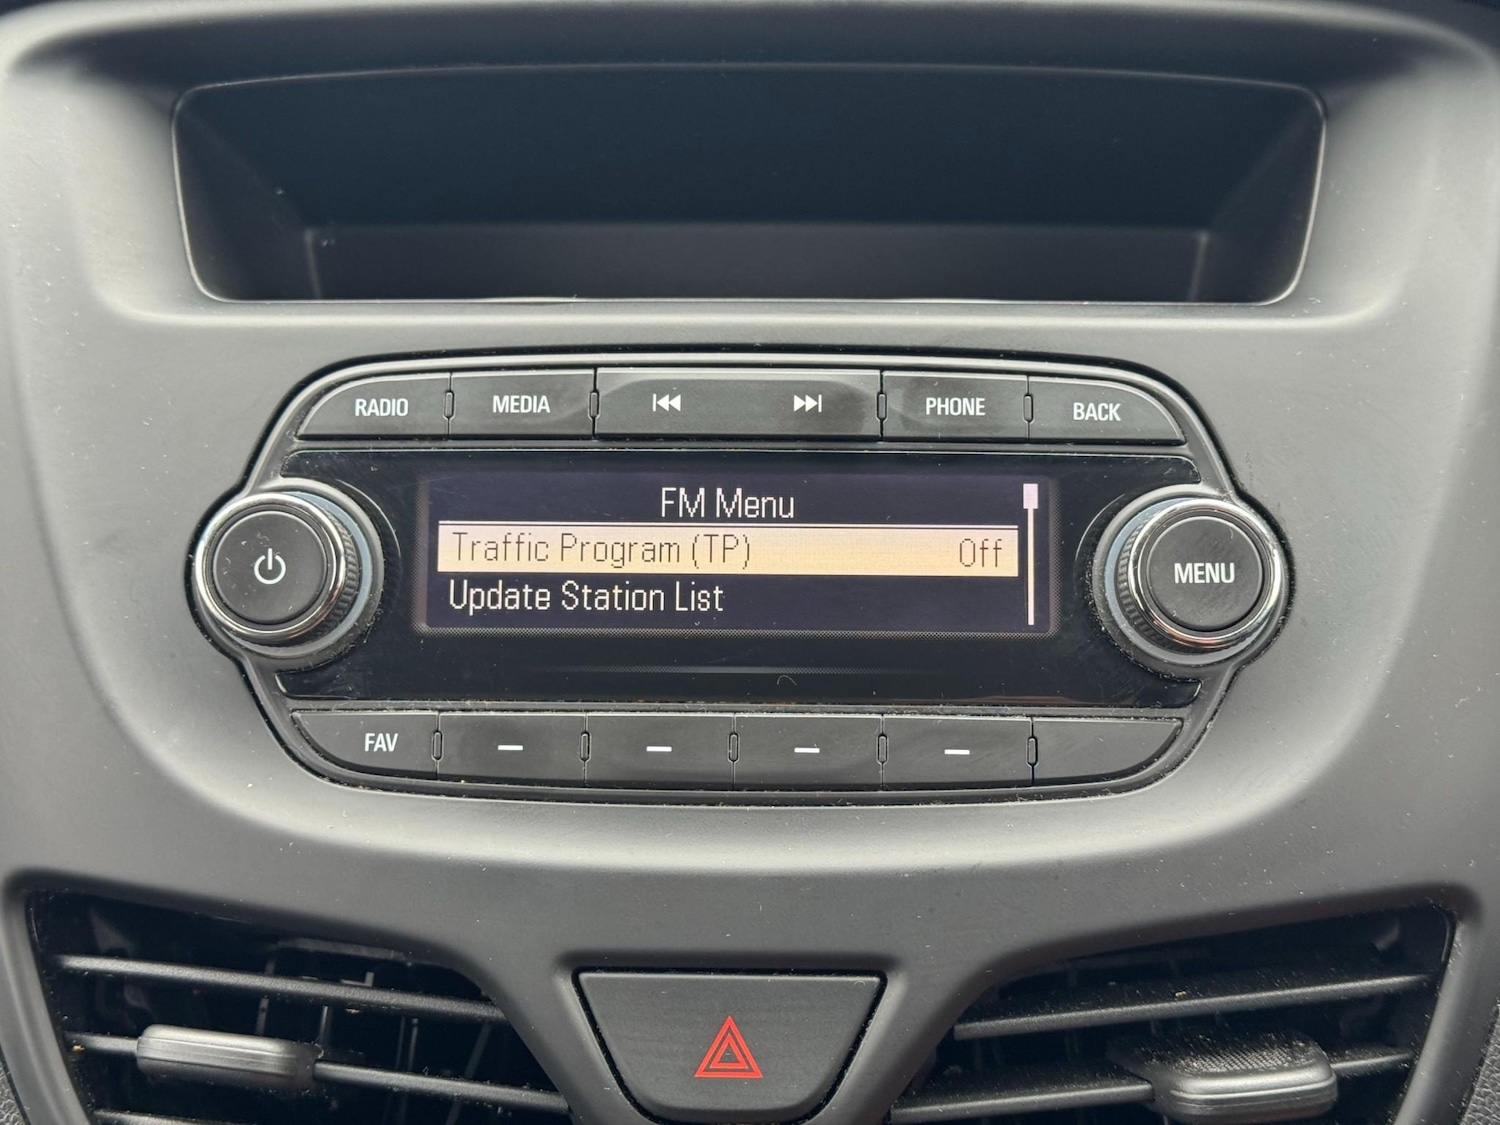 RADIO MEDIA PHONE BACK
FM Menu
Traffic Program (TP) Off
Update Station List
MENU
FAV